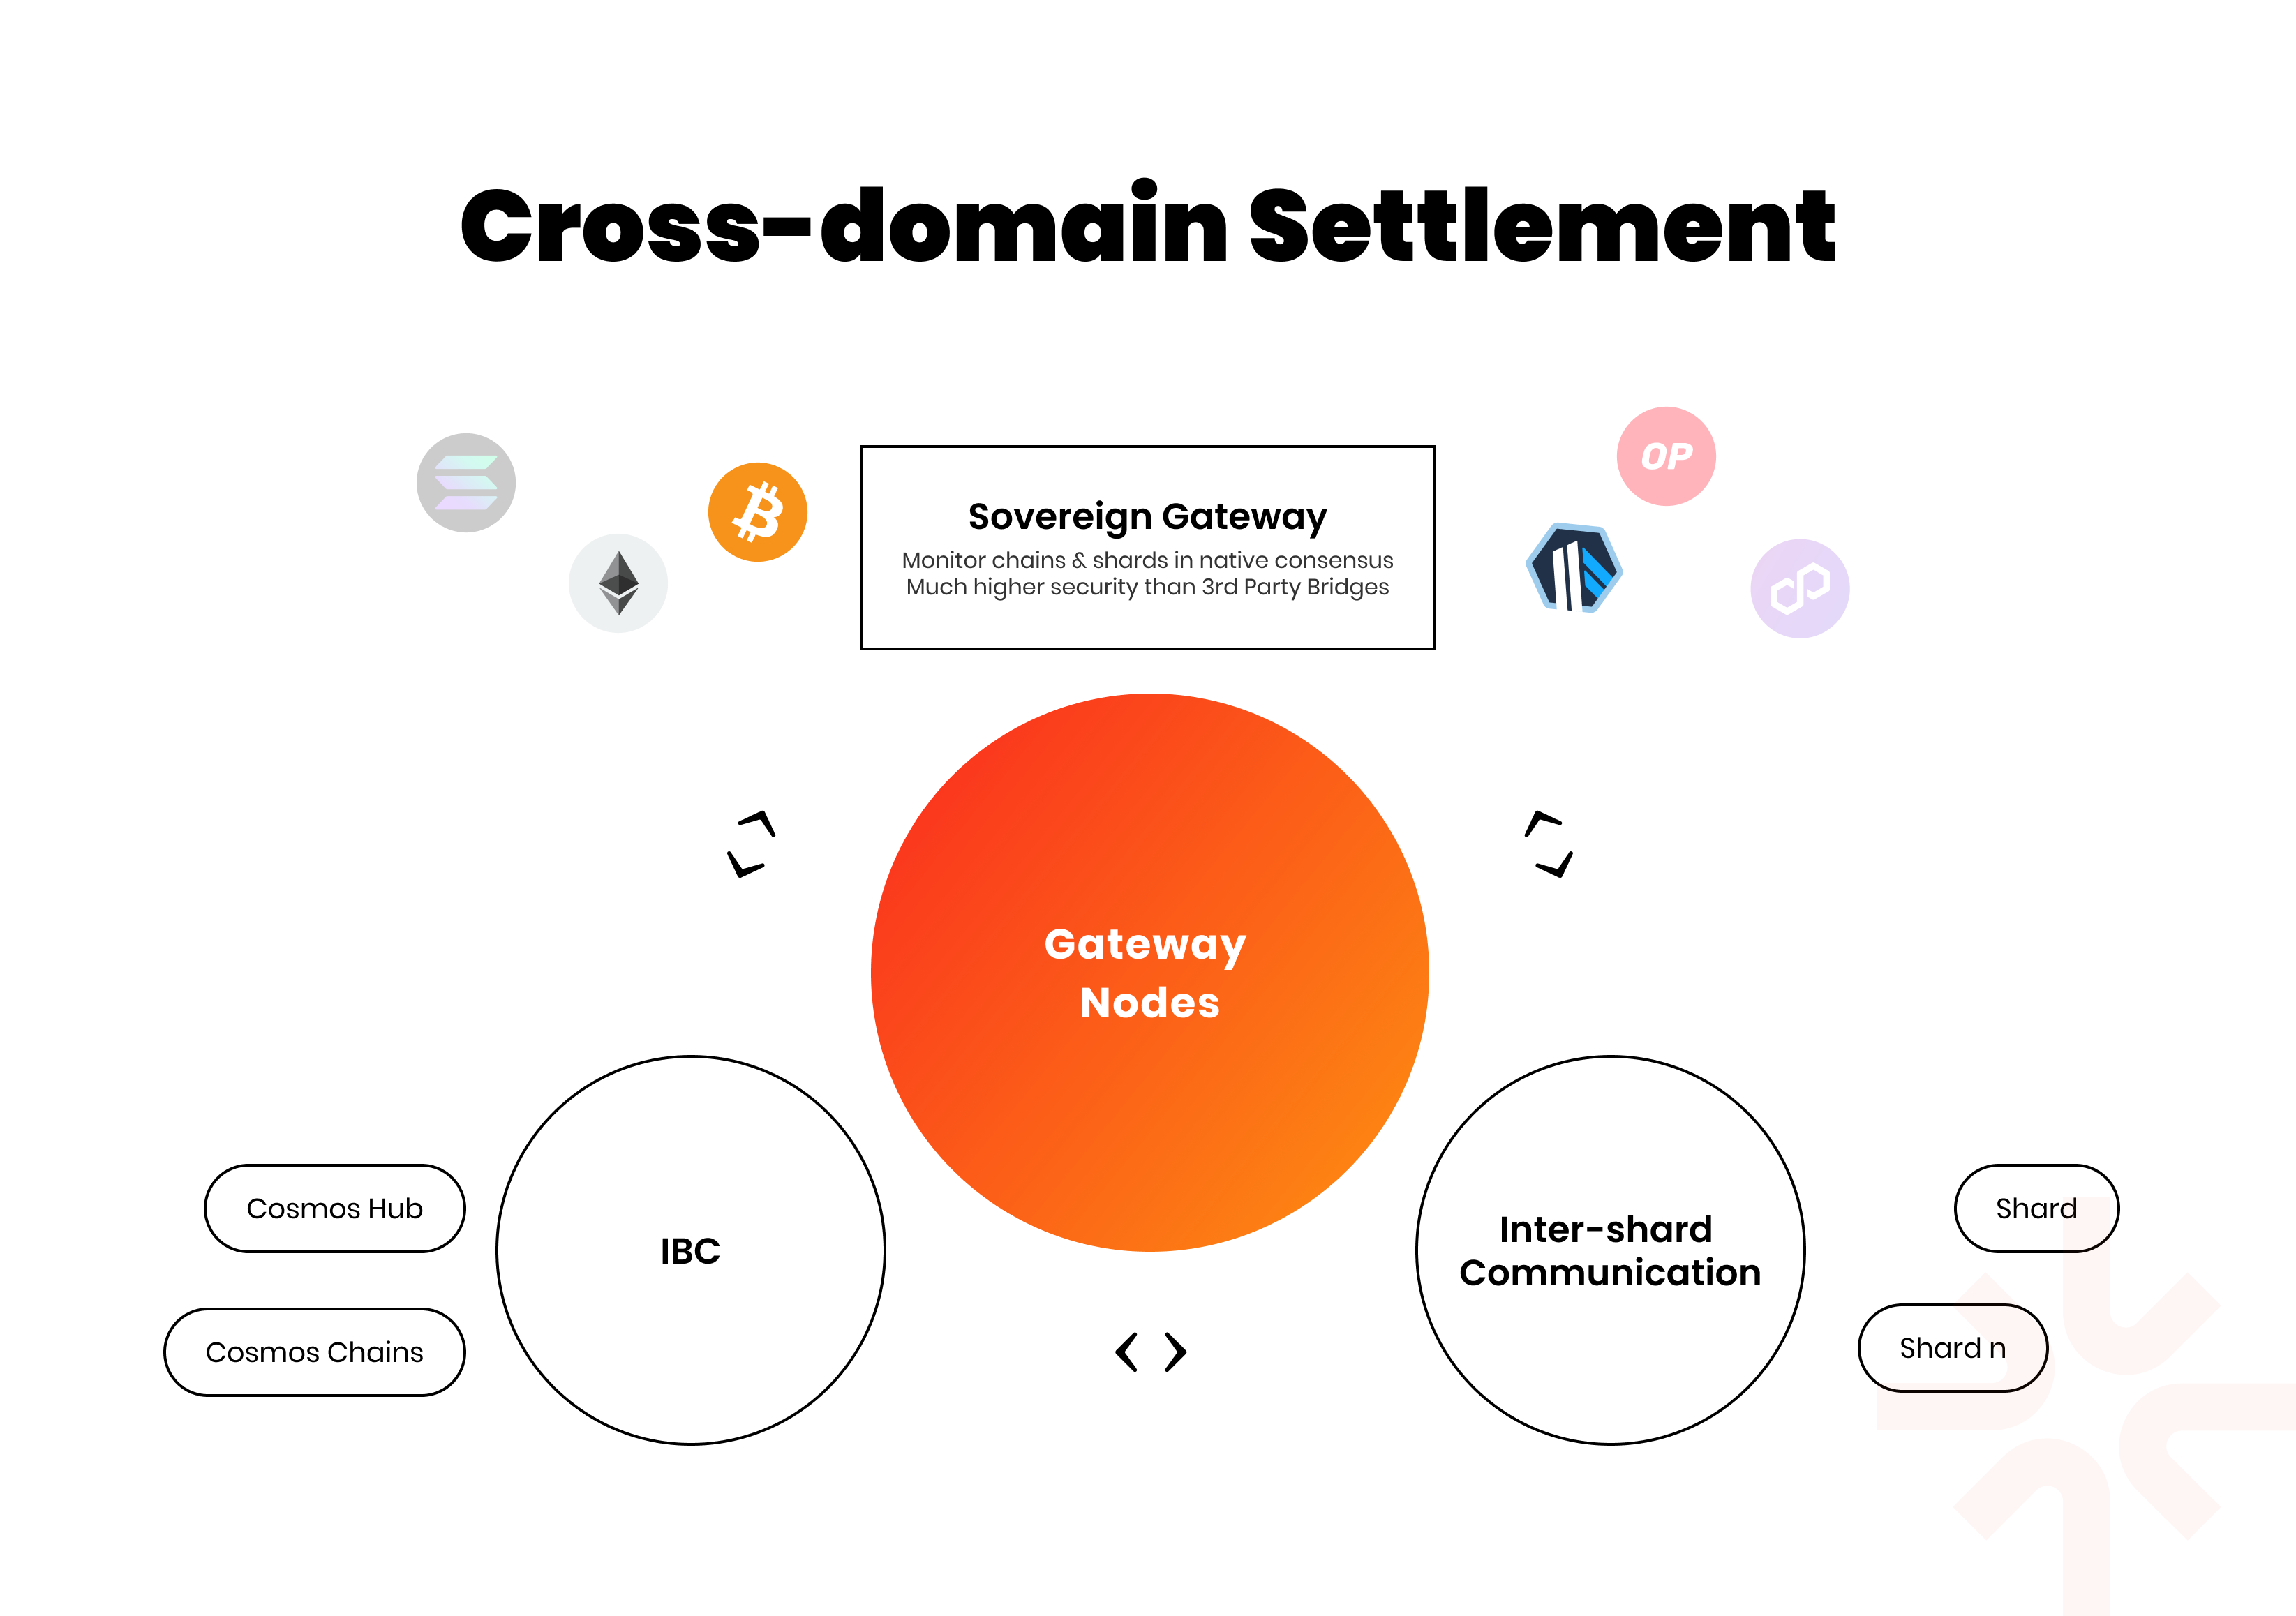 Cross-domain Settlement
OP
Sovereign Gateway
Monitor chains & shards in native consensus
Much higher security than 3rd Party Bridges
Gateway
Nodes
Cosmos Hub
Cosmos Chains
IBC
Inter-shard
Communication
Shard
Shard n